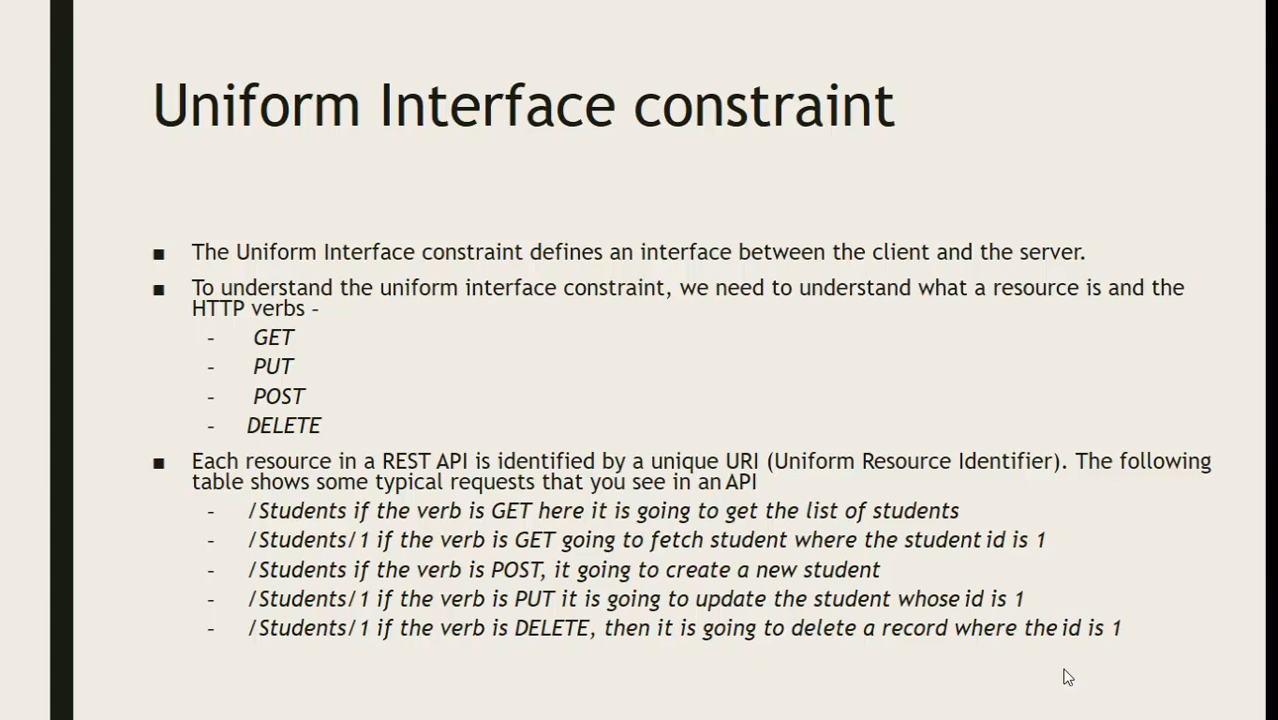 Uniform Interface constraint
■ The Uniform Interface constraint defines an interface between the client and the server.
■ To understand the uniform interface constraint, we need to understand what a resource is and the
HTTP verbs –
– GET
– PUT
– POST
– DELETE
■ Each resource in a REST API is identified by a unique URI (Uniform Resource Identifier). The following
table shows some typical requests that you see in an API
– /Students if the verb is GET here it is going to get the list of students
– /Students/1 if the verb is GET going to fetch student where the student id is 1
– /Students if the verb is POST, it going to create a new student
– /Students/1 if the verb is PUT it is going to update the student whose id is 1
– /Students/1 if the verb is DELETE, then it is going to delete a record where the id is 1